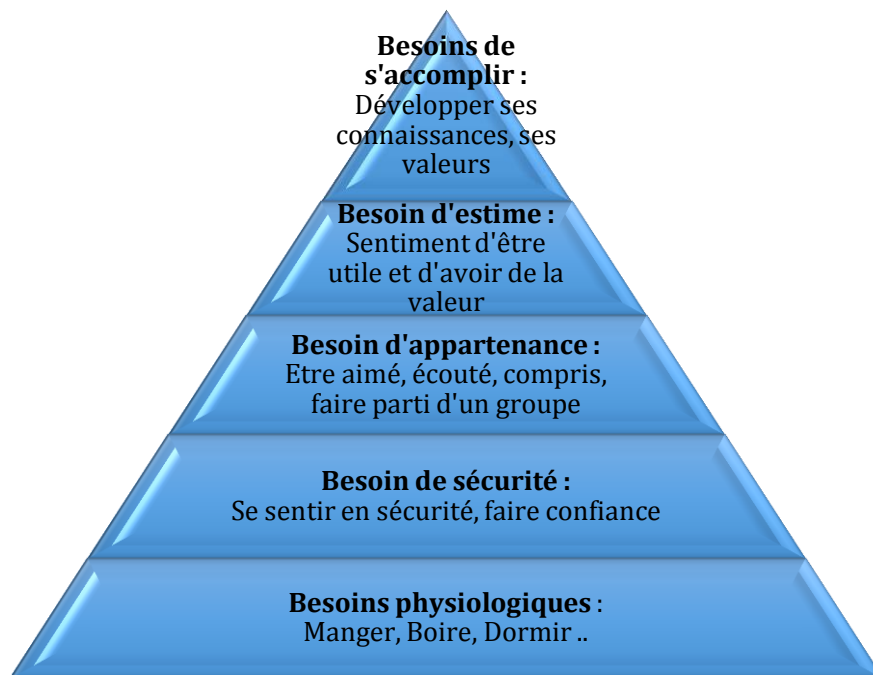 Besoins de
s'accomplir :
Développer ses
connaissances, ses
valeurs
Besoin d'estime :
Sentiment d'être
utile et d'avoir de la
valeur
Besoin d'appartenance :
Etre aimé, écouté, compris,
faire parti d'un groupe
Besoin de sécurité :
Se sentir en sécurité, faire confiance
Besoins physiologiques :
Manger, Boire, Dormir ..